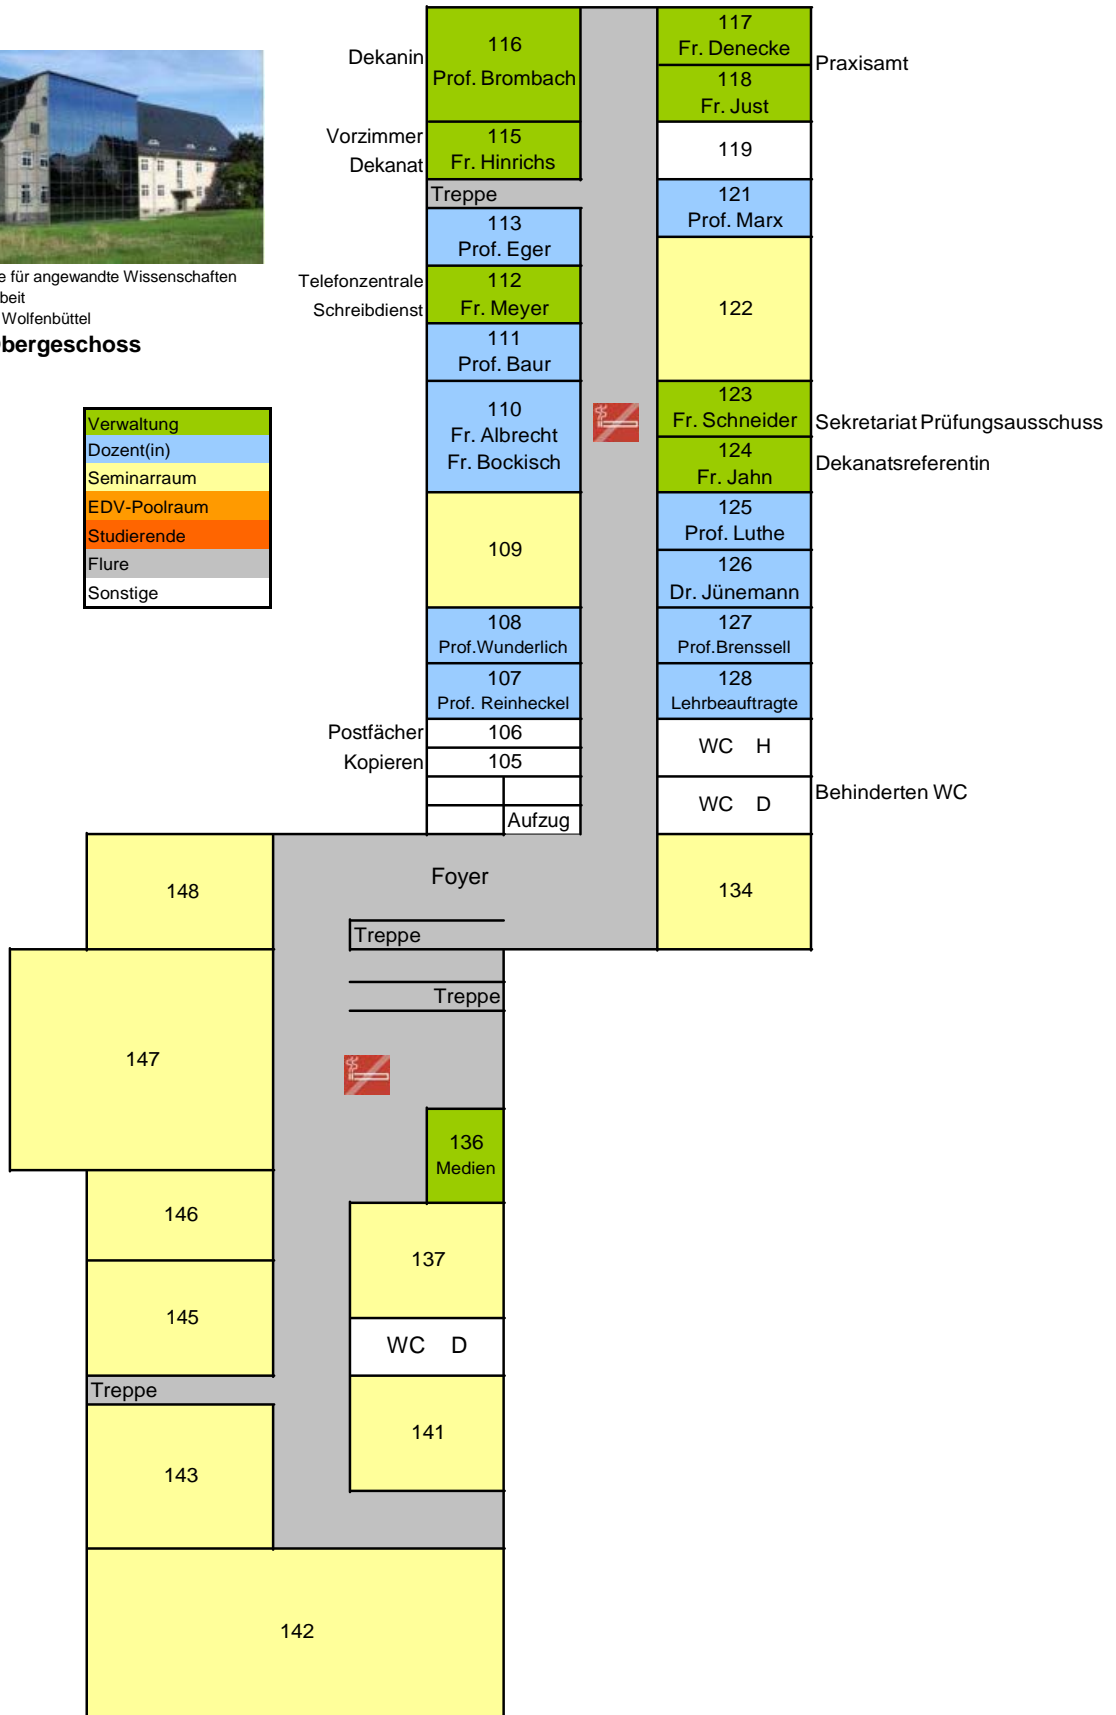 Dekanin
116
Prof. Brombach
117
Fr. Denecke
Praxisamt
118
Fr. Just
Vorzimmer
Dekanat
115
Fr. Hinrichs
119
Treppe
121
Prof. Marx
113
Prof. Eger
Telefonzentrale
Schreibdienst
112
Fr. Meyer
122
für angewandte Wissenschaften
Wolfenbüttel
111
Prof. Baur
110
Fr. Albrecht
Fr. Bockisch
123
Fr. Schneider
Sekretariat Prüfungsausschuss
124
Fr. Jahn
Dekanatsreferentin
Verwaltung
Dozent(in)
Seminarraum
EDV-Poolraum
Studierende
Flure
Sonstige
109
125
Prof. Luthe
126
Dr. Jünemann
108
Prof.Wunderlich
127
Prof.Brenssell
107
Prof. Reinheckel
128
Lehrbeauftragte
Postfächer
106
Kopieren
105
WC H
WC D
Behinderten WC
Aufzug
148
Foyer
134
Treppe
Treppe
147
136
Medien
146
137
145
WC D
Treppe
141
143
142